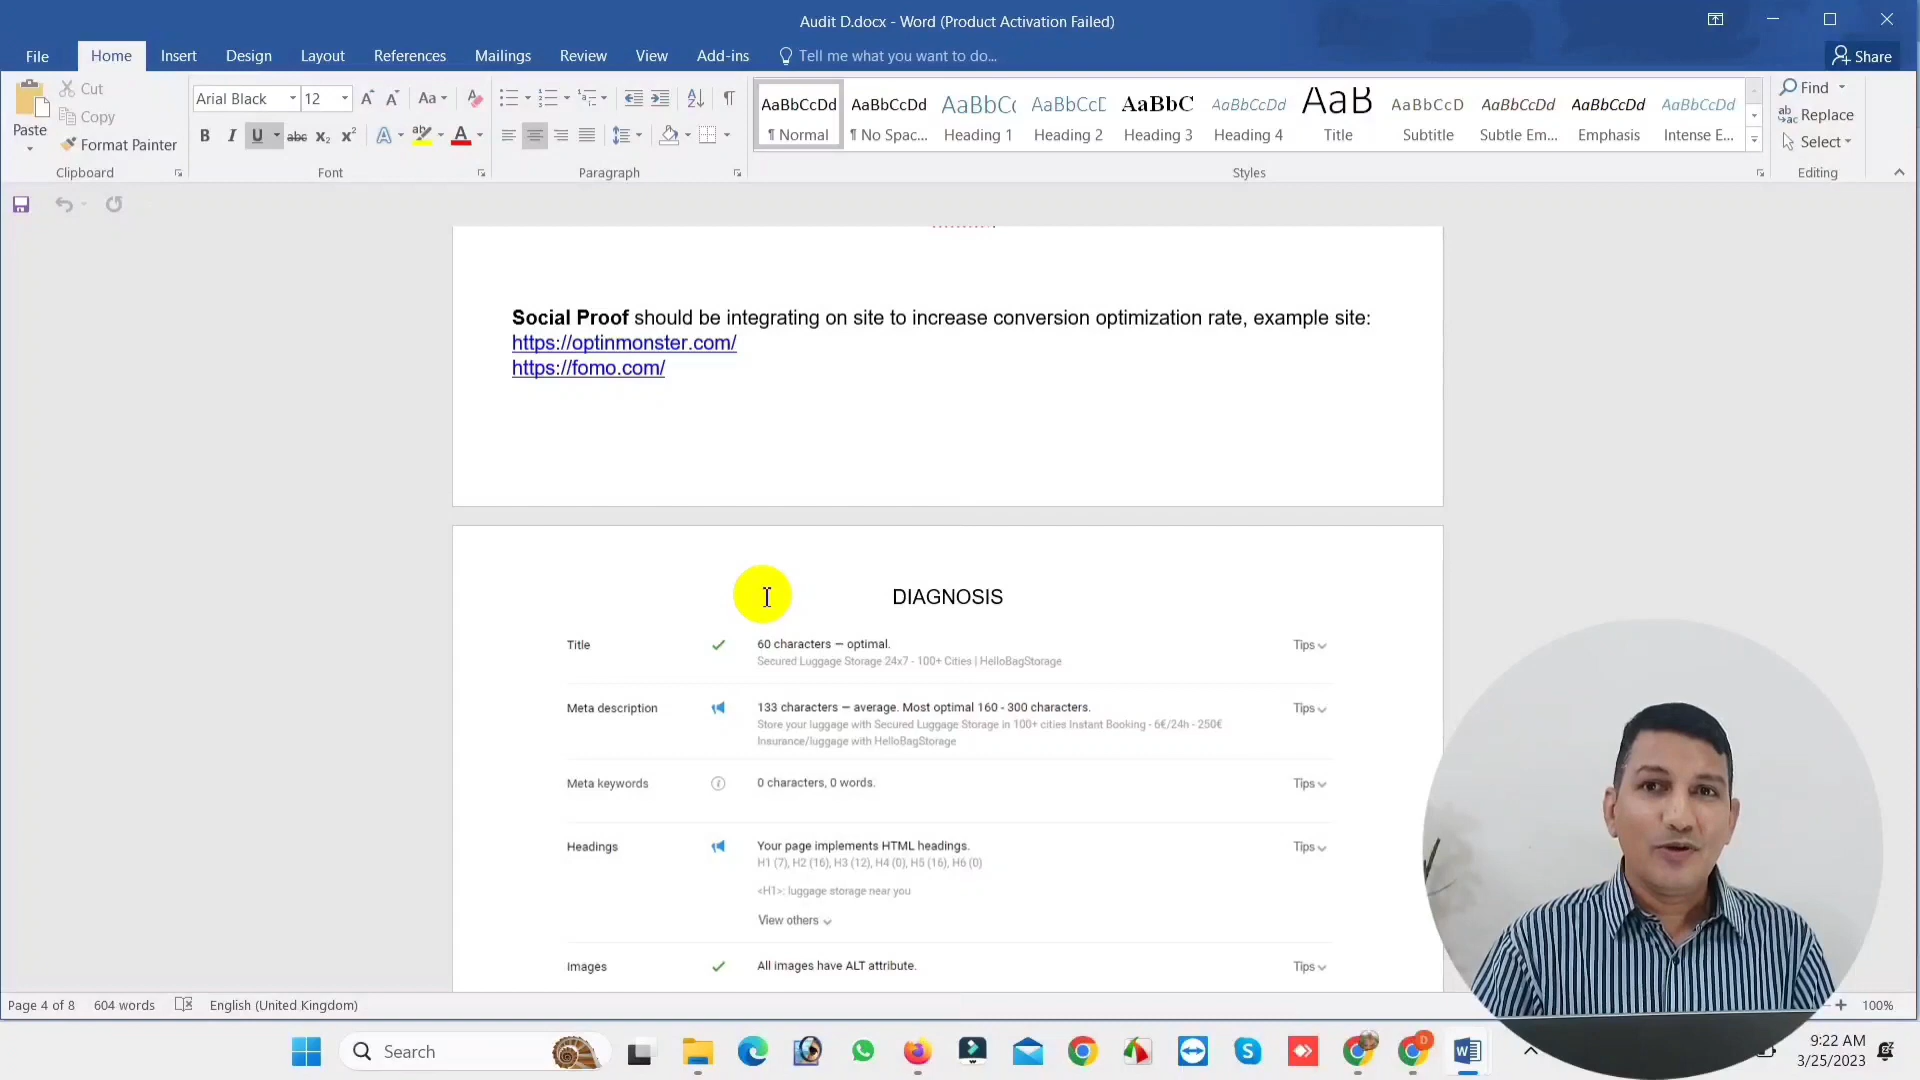 Audit D.docx - Word (Product Activation Failed)
File Home Insert Design Layout References Mailings Review View Add-ins Tell me what you want to do... Share
Paste Cut Copy Format Painter Clipboard
Arial Black 12 Aa Font
Paragraph
AaBbCcDd ¶ Normal
AaBbCcDd ¶ No Spac...
AaBbCc Heading 1
AaBbCcD Heading 2
AaBbC Heading 3
AaBbCcDd Heading 4
AaB Title
AaBbCcD Subtitle
AaBbCcDd Subtle Em...
AaBbCcDd Emphasis
AaBbCcDd Intense E...
Styles
Find
Replace
Select
Editing
Social Proof should be integrating on site to increase conversion optimization rate, example site:
https://optinmonster.com/
https://fomo.com/
DIAGNOSIS
Title 60 characters — optimal. Tips
Secured Luggage Storage 24x7 - 100+ Cities | HelloBagStorage
Meta description 133 characters — average. Most optimal 160 - 300 characters. Tips
Store your luggage with Secured Luggage Storage in 100+ cities Instant Booking - 6€/24h - 250€
Insurance/luggage with HelloBagStorage
Meta keywords 0 characters, 0 words. Tips
Headings Your page implements HTML headings. Tips
H1 (7), H2 (16), H3 (12), H4 (0), H5 (16), H6 (0)
<H1>: luggage storage near you
View others
Images All images have ALT attribute. Tips
Page 4 of 8 604 words English (United Kingdom) 100%
Search
9:22 AM
3/25/2023